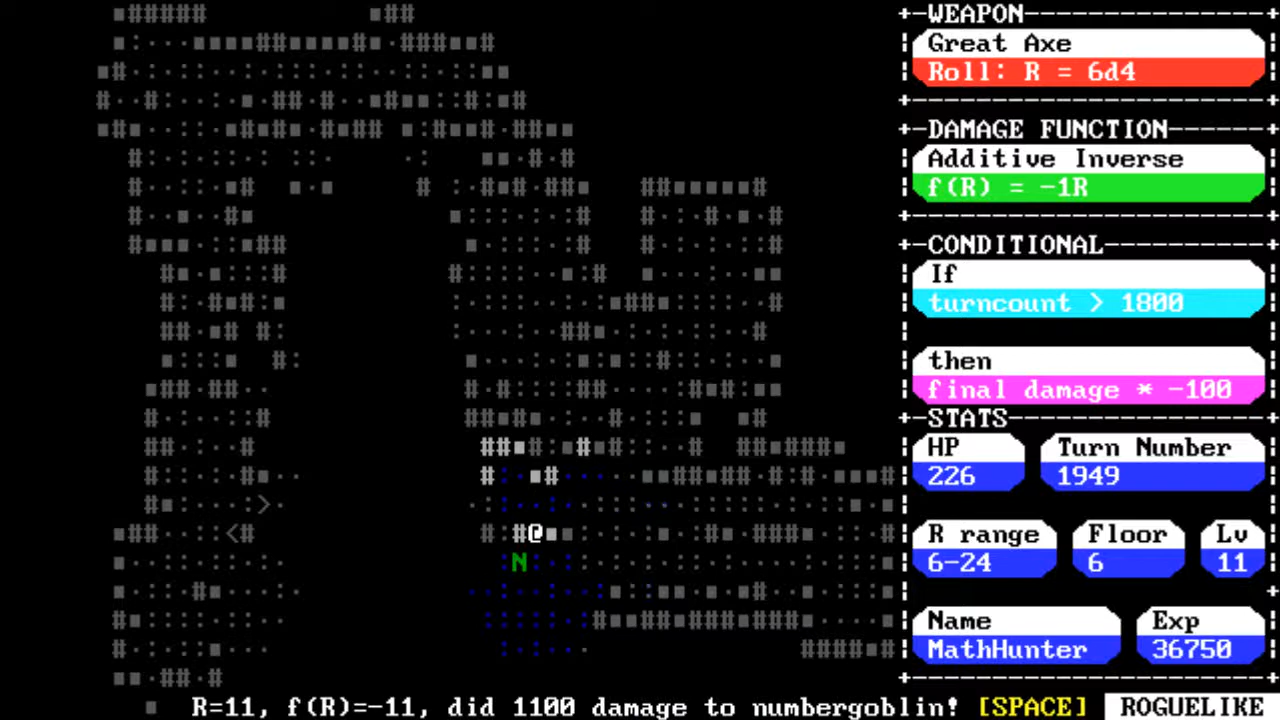 WEAPON
Great Axe
Roll: R = 6d4
DAMAGE FUNCTION
Additive Inverse
f(R) = -1R
CONDITIONAL
If
turncount > 1800
then
final damage * -100
STATS
HP
Turn Number
226
1949
R range
Floor
Lv
6-24
6
11
Name
Exp
MathHunter
36750
@
N
R=11, f(R)=-11, did 1100 damage to numbergoblin! [SPACE]
ROGUELIKE